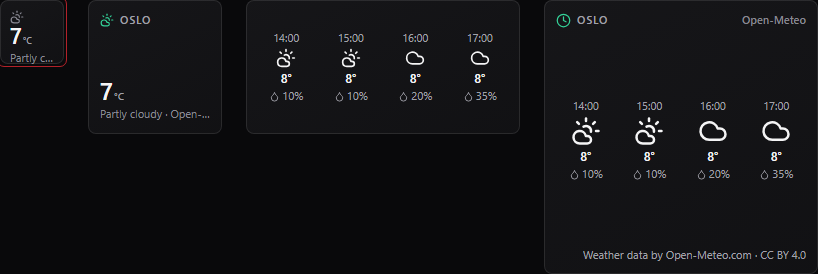 7 °C
Partly c...
OSLO
7 °C
Partly cloudy · Open-...
14:00 15:00 16:00 17:00
8° 8° 8° 8°
10% 10% 20% 35%
OSLO Open-Meteo
14:00 15:00 16:00 17:00
8° 8° 8° 8°
10% 10% 20% 35%
Weather data by Open-Meteo.com · CC BY 4.0